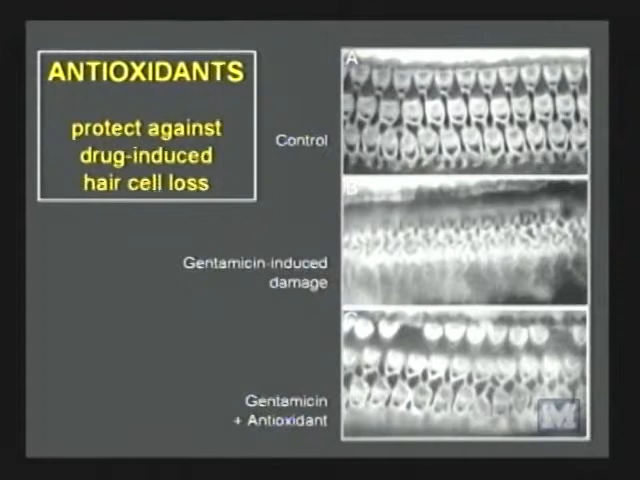 ANTIOXIDANTS
protect against
drug-induced
hair cell loss
Control
A
Gentamicin-induced
damage
B
Gentamicin
+ Antioxidant
C
M